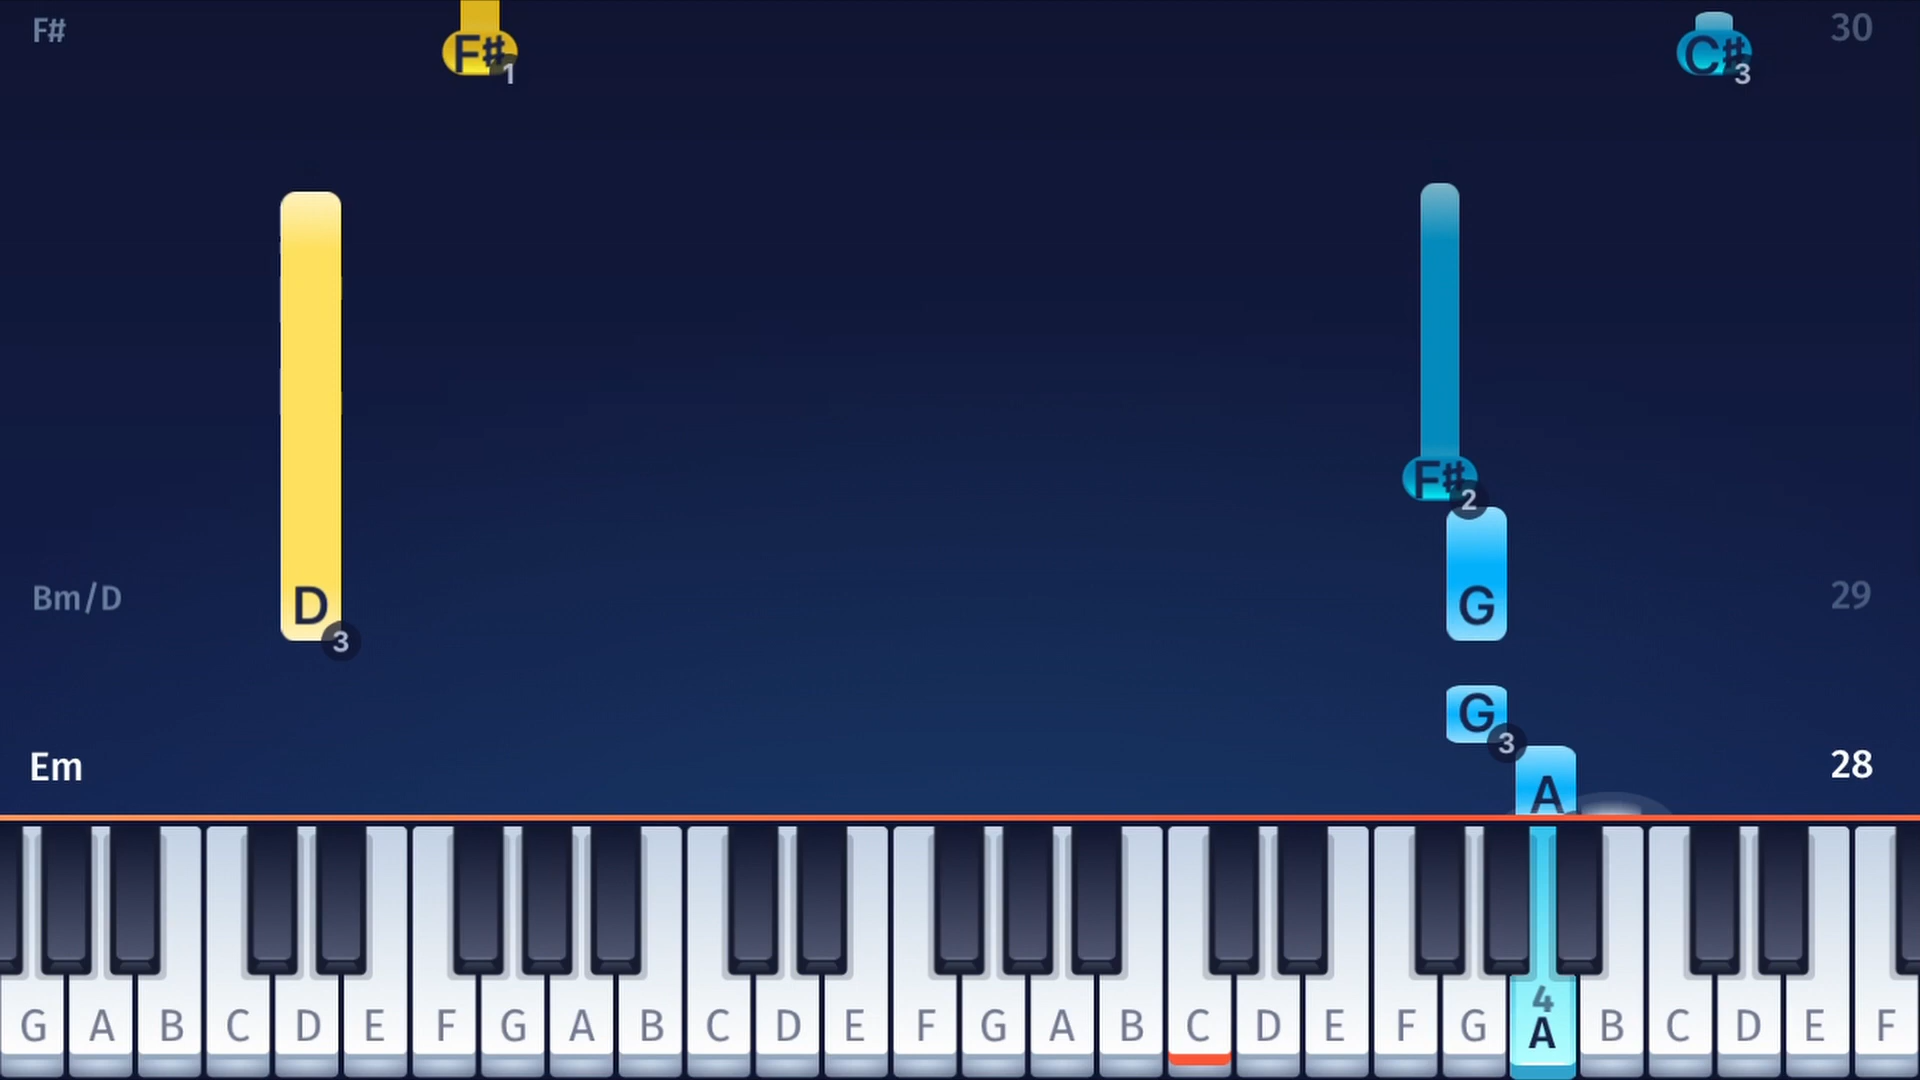 F# F# 1 C# 3 30
F# 2
Bm/D D 3 G 29
G 3
Em A 28
4
G A B C D E F G A B C D E F G A B C D E F G A B C D E F